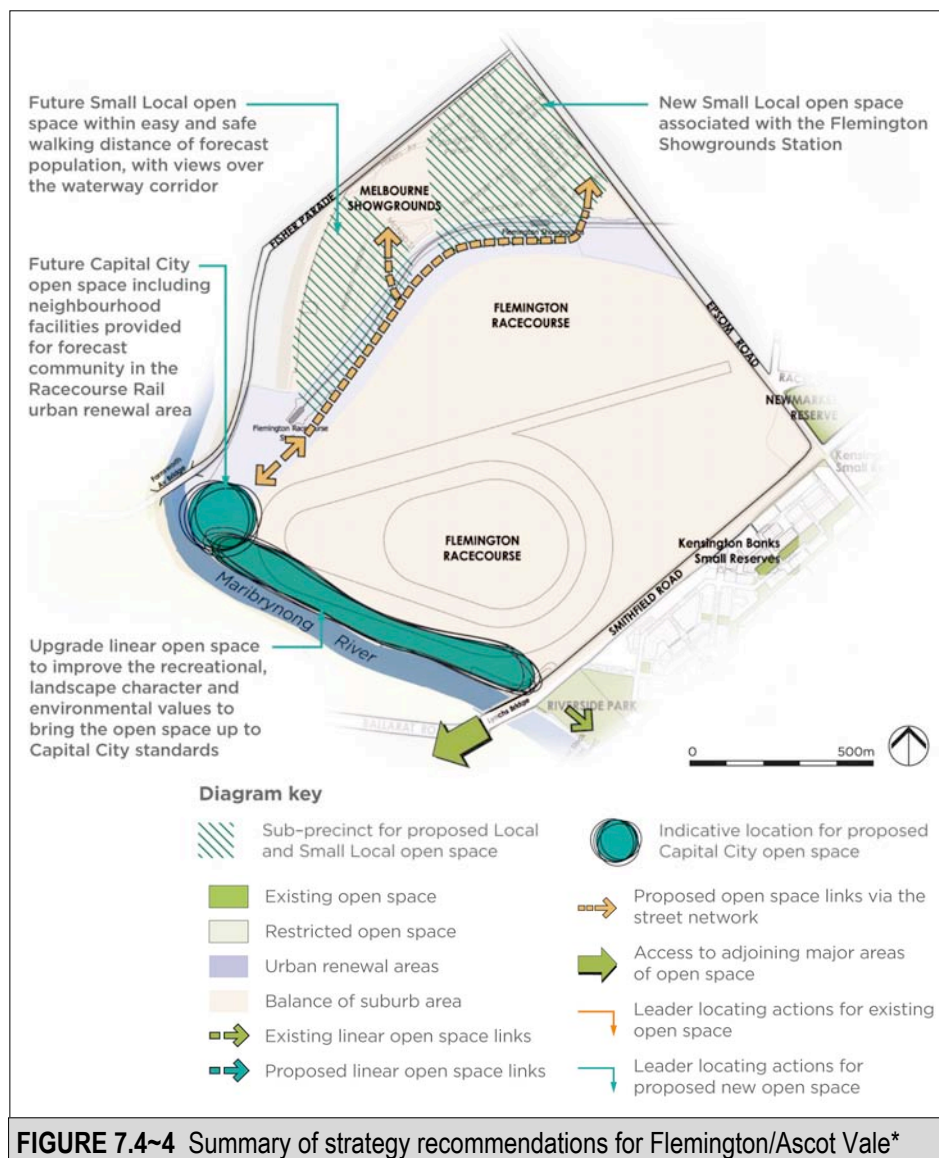 Future Small Local open
space within easy and safe
walking distance of forecast
population, with views over
the waterway corridor
New Small Local open space
associated with the Flemington
Showgrounds Station
MELBOURNE
SHOWGROUNDS
FISHER PARADE
Flemington Showgrounds
Future Capital City
open space including
neighbourhood
facilities provided
for forecast
community in the
Racecourse Rail
urban renewal area
FLEMINGTON
RACECOURSE
EPSOM ROAD
NEWMARKET
RESERVE
Kensington
Flemington Racecourse
FLEMINGTON
RACECOURSE
Kensington Banks
Small Reserves
SMITHFIELD ROAD
Maribrynong
River
Upgrade linear open space
to improve the recreational,
landscape character and
environmental values to
bring the open space up to
Capital City standards
Lynchs Bridge
RIVERSIDE PARK
BALLARAT
0
500m
Diagram key
Sub-precinct for proposed Local
and Small Local open space
Existing open space
Restricted open space
Urban renewal areas
Balance of suburb area
Existing linear open space links
Proposed linear open space links
Indicative location for proposed
Capital City open space
Proposed open space links via the
street network
Access to adjoining major areas
of open space
Leader locating actions for existing
open space
Leader locating actions for
proposed new open space
FIGURE 7.4~4 Summary of strategy recommendations for Flemington/Ascot Vale*